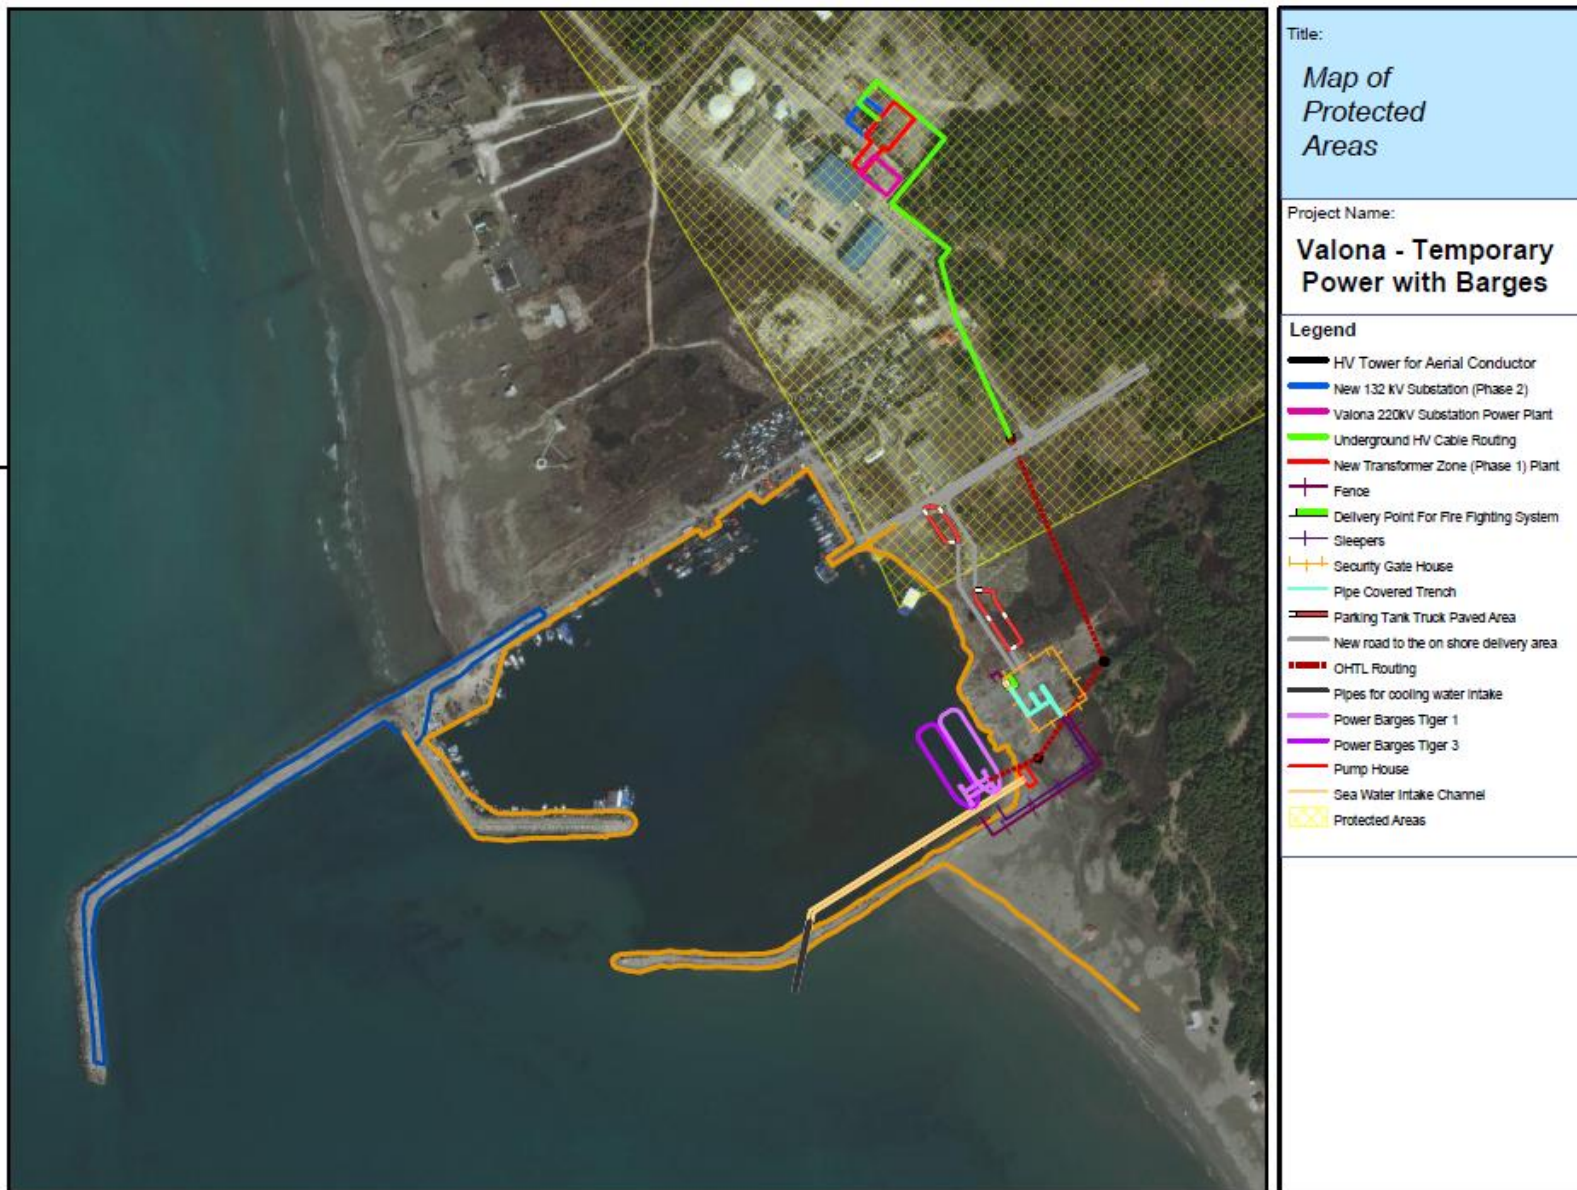 Title:
Map of
Protected
Areas
Project Name:
Valona - Temporary
Power with Barges
Legend
HV Tower for Aerial Conductor
New 132 kV Substation (Phase 2)
Valona 220kV Substation Power Plant
Underground HV Cable Routing
New Transformer Zone (Phase 1) Plant
Fence
Delivery Point For Fire Fighting System
Sleepers
Security Gate House
Pipe Covered Trench
Parking Tank Truck Paved Area
New road to the on shore delivery area
OHTL Routing
Pipes for cooling water intake
Power Barges Tiger 1
Power Barges Tiger 3
Pump House
Sea Water Intake Channel
Protected Areas